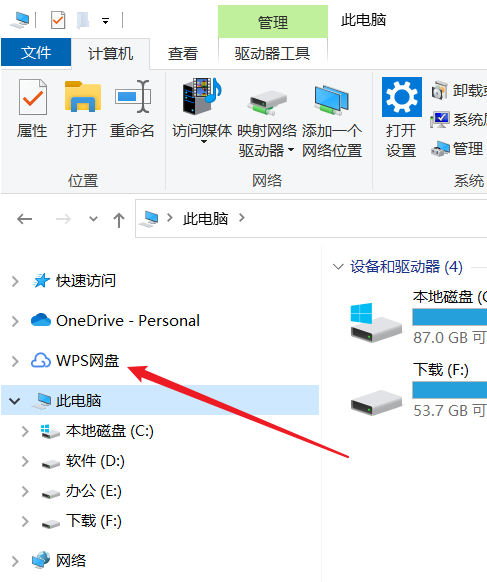 管理
此电脑
文件
计算机
查看
驱动器工具
属性
打开
重命名
访问媒体
映射网络
驱动器
添加一个
网络位置
打开
设置
卸载或
系统属
管理
位置
网络
系统
此电脑
快速访问
OneDrive - Personal
WPS网盘
此电脑
本地磁盘 (C:)
软件 (D:)
办公 (E:)
下载 (F:)
网络
设备和驱动器 (4)
本地磁盘 (C
87.0 GB 可
下载 (F:)
53.7 GB 可